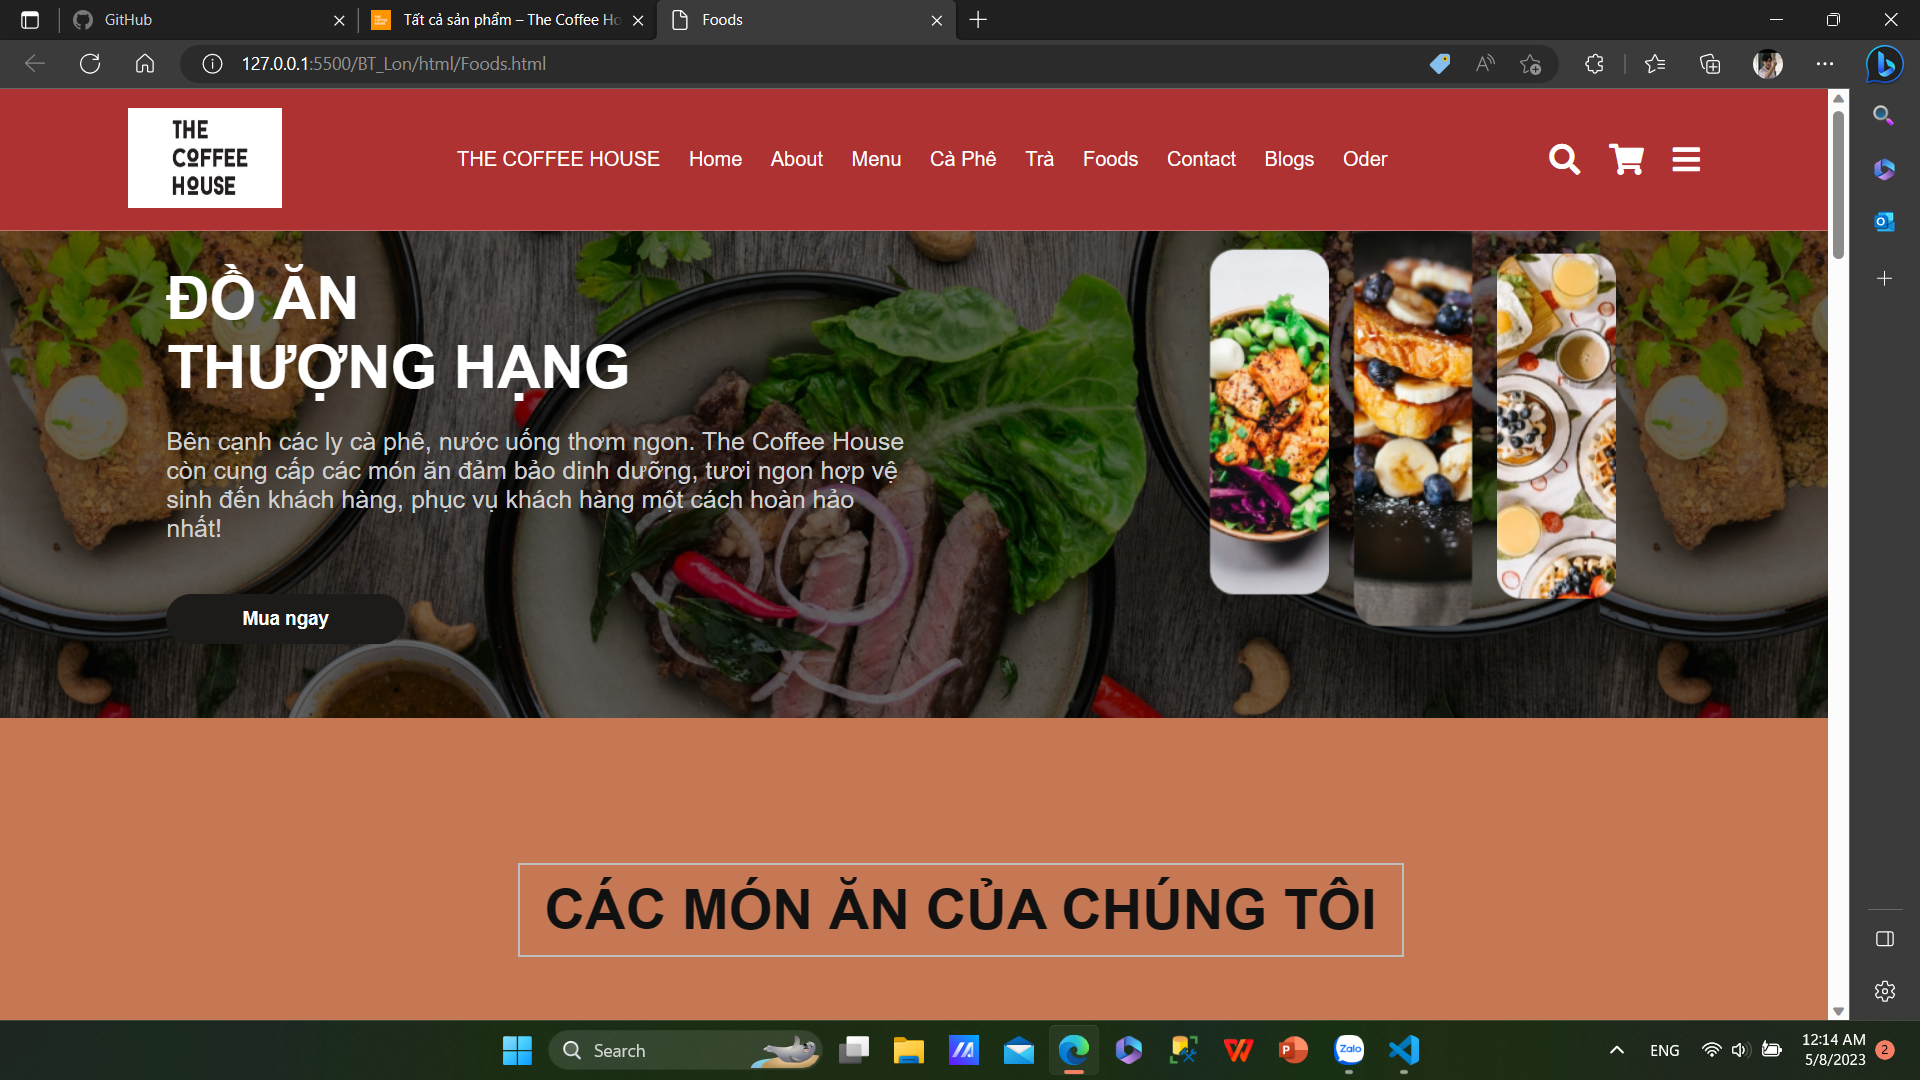 GitHub
Tất cả sản phẩm – The Coffee Ho
Foods
127.0.0.1:5500/BT_Lon/html/Foods.html
THE
COFFEE
HOUSE
THE COFFEE HOUSE Home About Menu Cà Phê Trà Foods Contact Blogs Oder
ĐỒ ĂN
THƯỢNG HẠNG
Bên cạnh các ly cà phê, nước uống thơm ngon. The Coffee House
còn cung cấp các món ăn đảm bảo dinh dưỡng, tươi ngon hợp vệ
sinh đến khách hàng, phục vụ khách hàng một cách hoàn hảo
nhất!
Mua ngay
CÁC MÓN ĂN CỦA CHÚNG TÔI
Search
Zalo
ENG
12:14 AM
5/8/2023
2